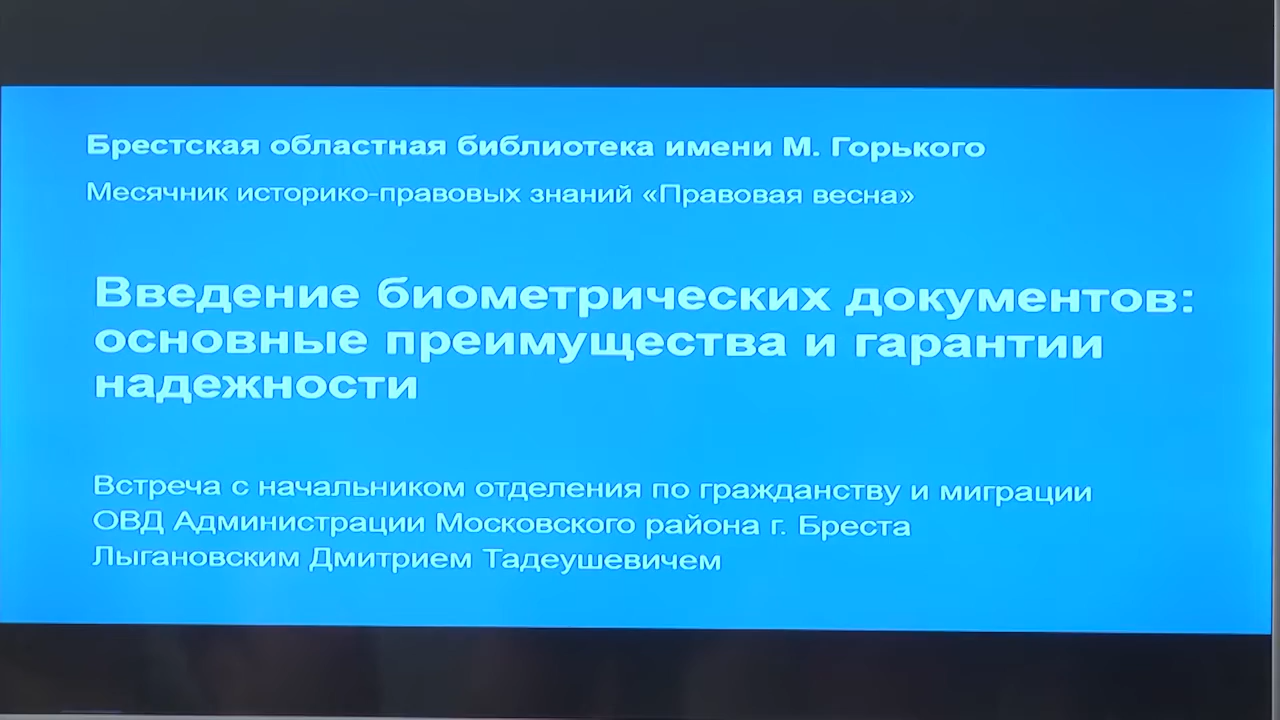 Брестская областная библиотека имени М. Горького
Месячник историко-правовых знаний «Правовая весна»
Введение биометрических документов:
основные преимущества и гарантии
надежности
Встреча с начальником отделения по гражданству и миграции
ОВД Администрации Московского района г. Бреста
Лыгановским Дмитрием Тадеушевичем